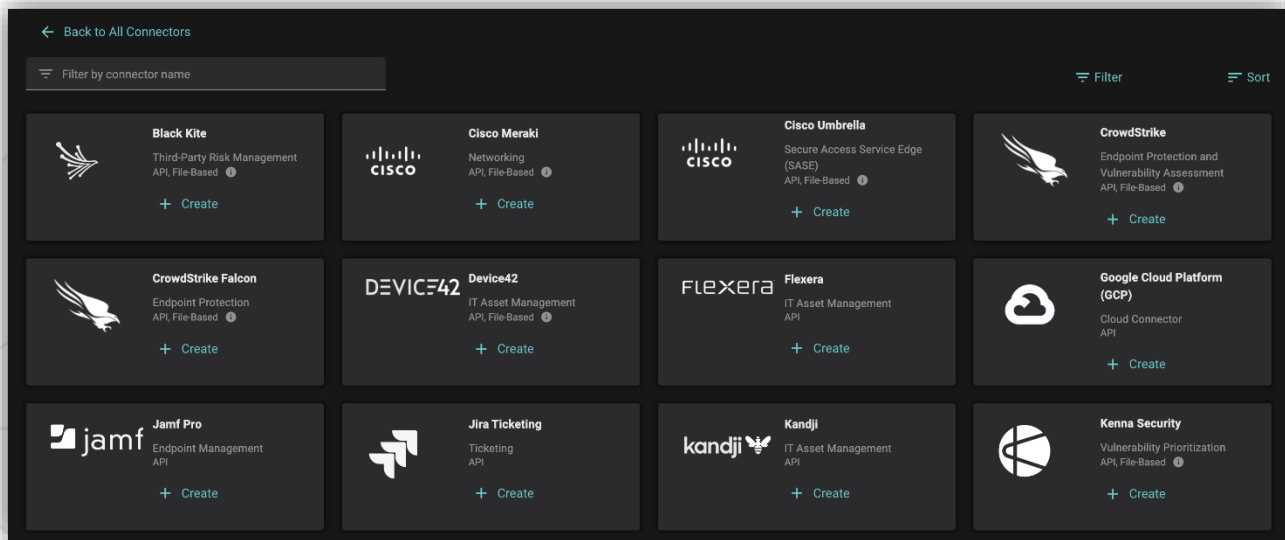 Back to All Connectors
Filter by connector name
Filter
Sort
Black Kite
Third-Party Risk Management
API, File-Based
+ Create
CISCO
Cisco Meraki
Networking
API, File-Based
+ Create
CISCO
Cisco Umbrella
Secure Access Service Edge
(SASE)
API, File-Based
+ Create
CrowdStrike
Endpoint Protection and
Vulnerability Assessment
API, File-Based
+ Create
CrowdStrike Falcon
Endpoint Protection
API, File-Based
+ Create
DEVICE42
Device42
IT Asset Management
API, File-Based
+ Create
FLEXERA
Flexera
IT Asset Management
API
+ Create
Google Cloud Platform
(GCP)
Cloud Connector
API
+ Create
jamf
Jamf Pro
Endpoint Management
API
+ Create
Jira Ticketing
Ticketing
API
+ Create
kandji
Kandji
IT Asset Management
API
+ Create
Kenna Security
Vulnerability Prioritization
API, File-Based
+ Create